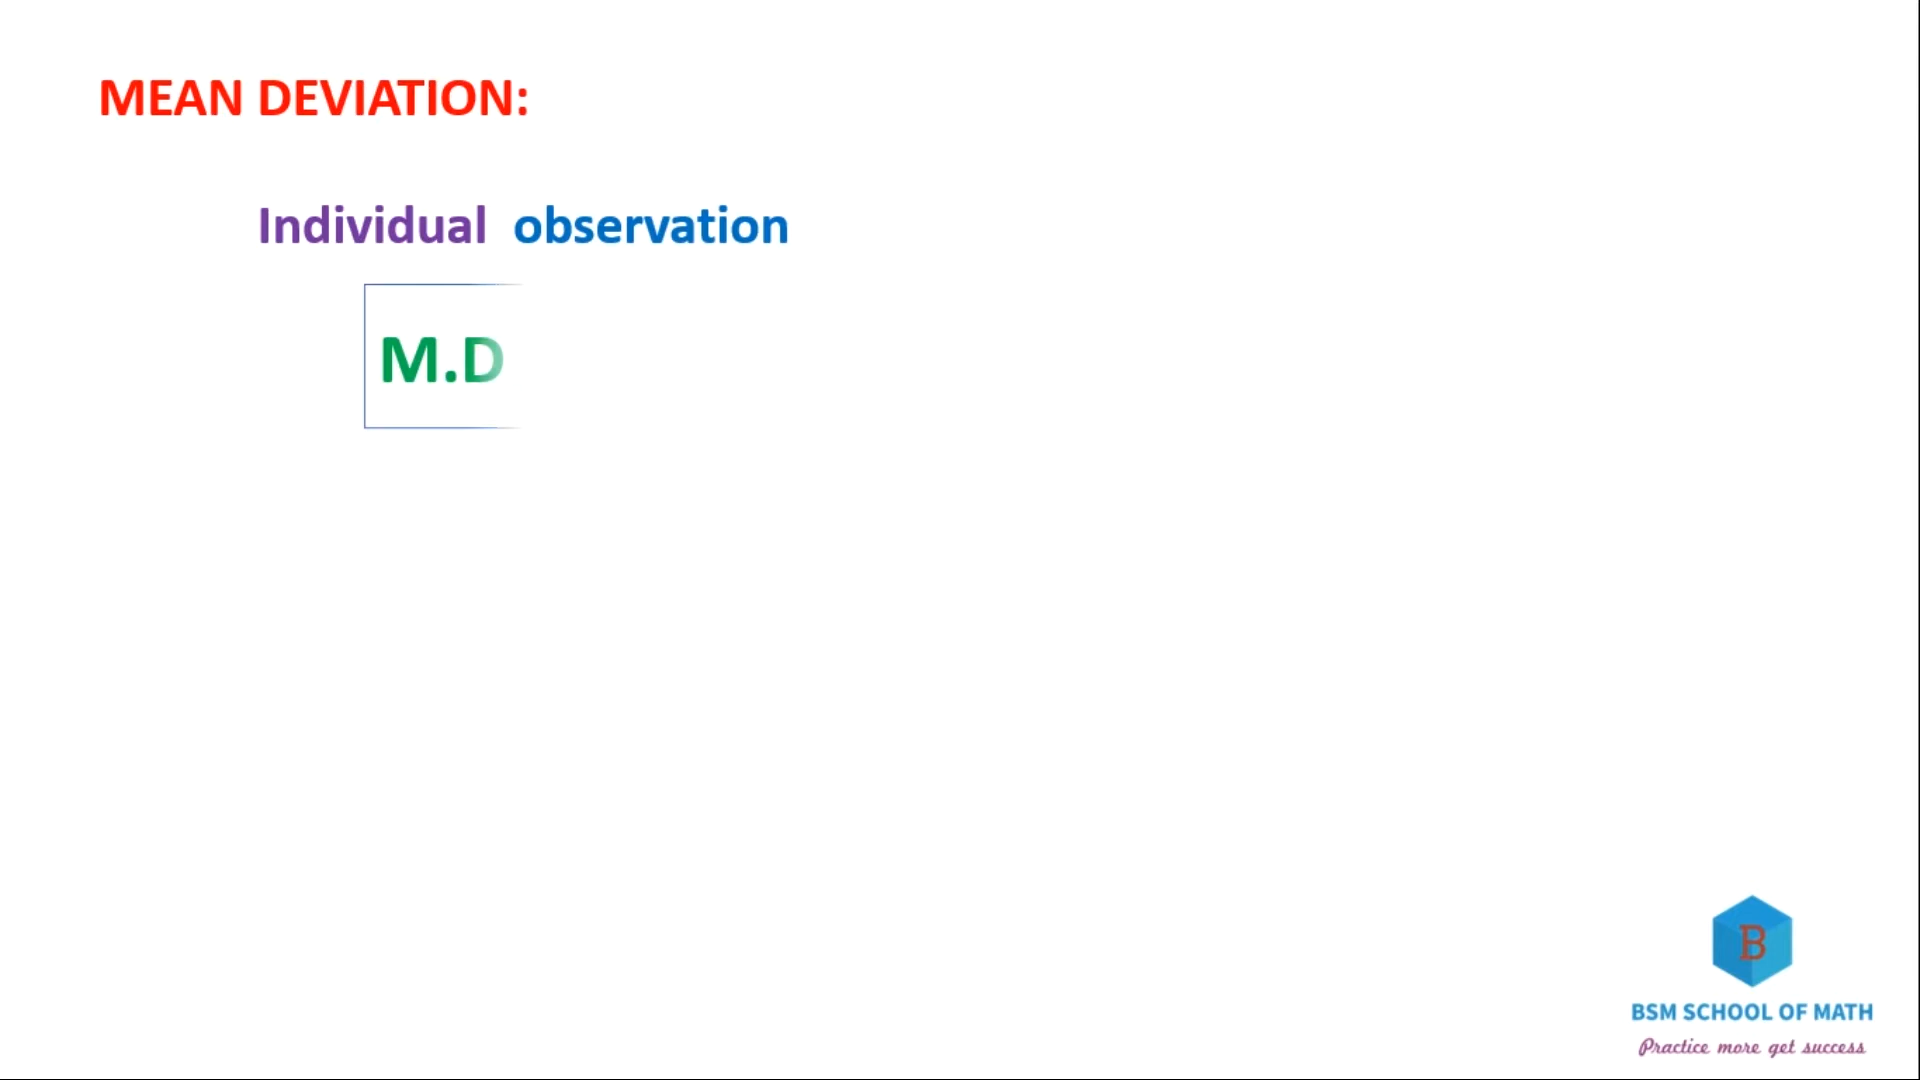 MEAN DEVIATION:
Individual observation
M.D
B
BSM SCHOOL OF MATH
Practice more get success